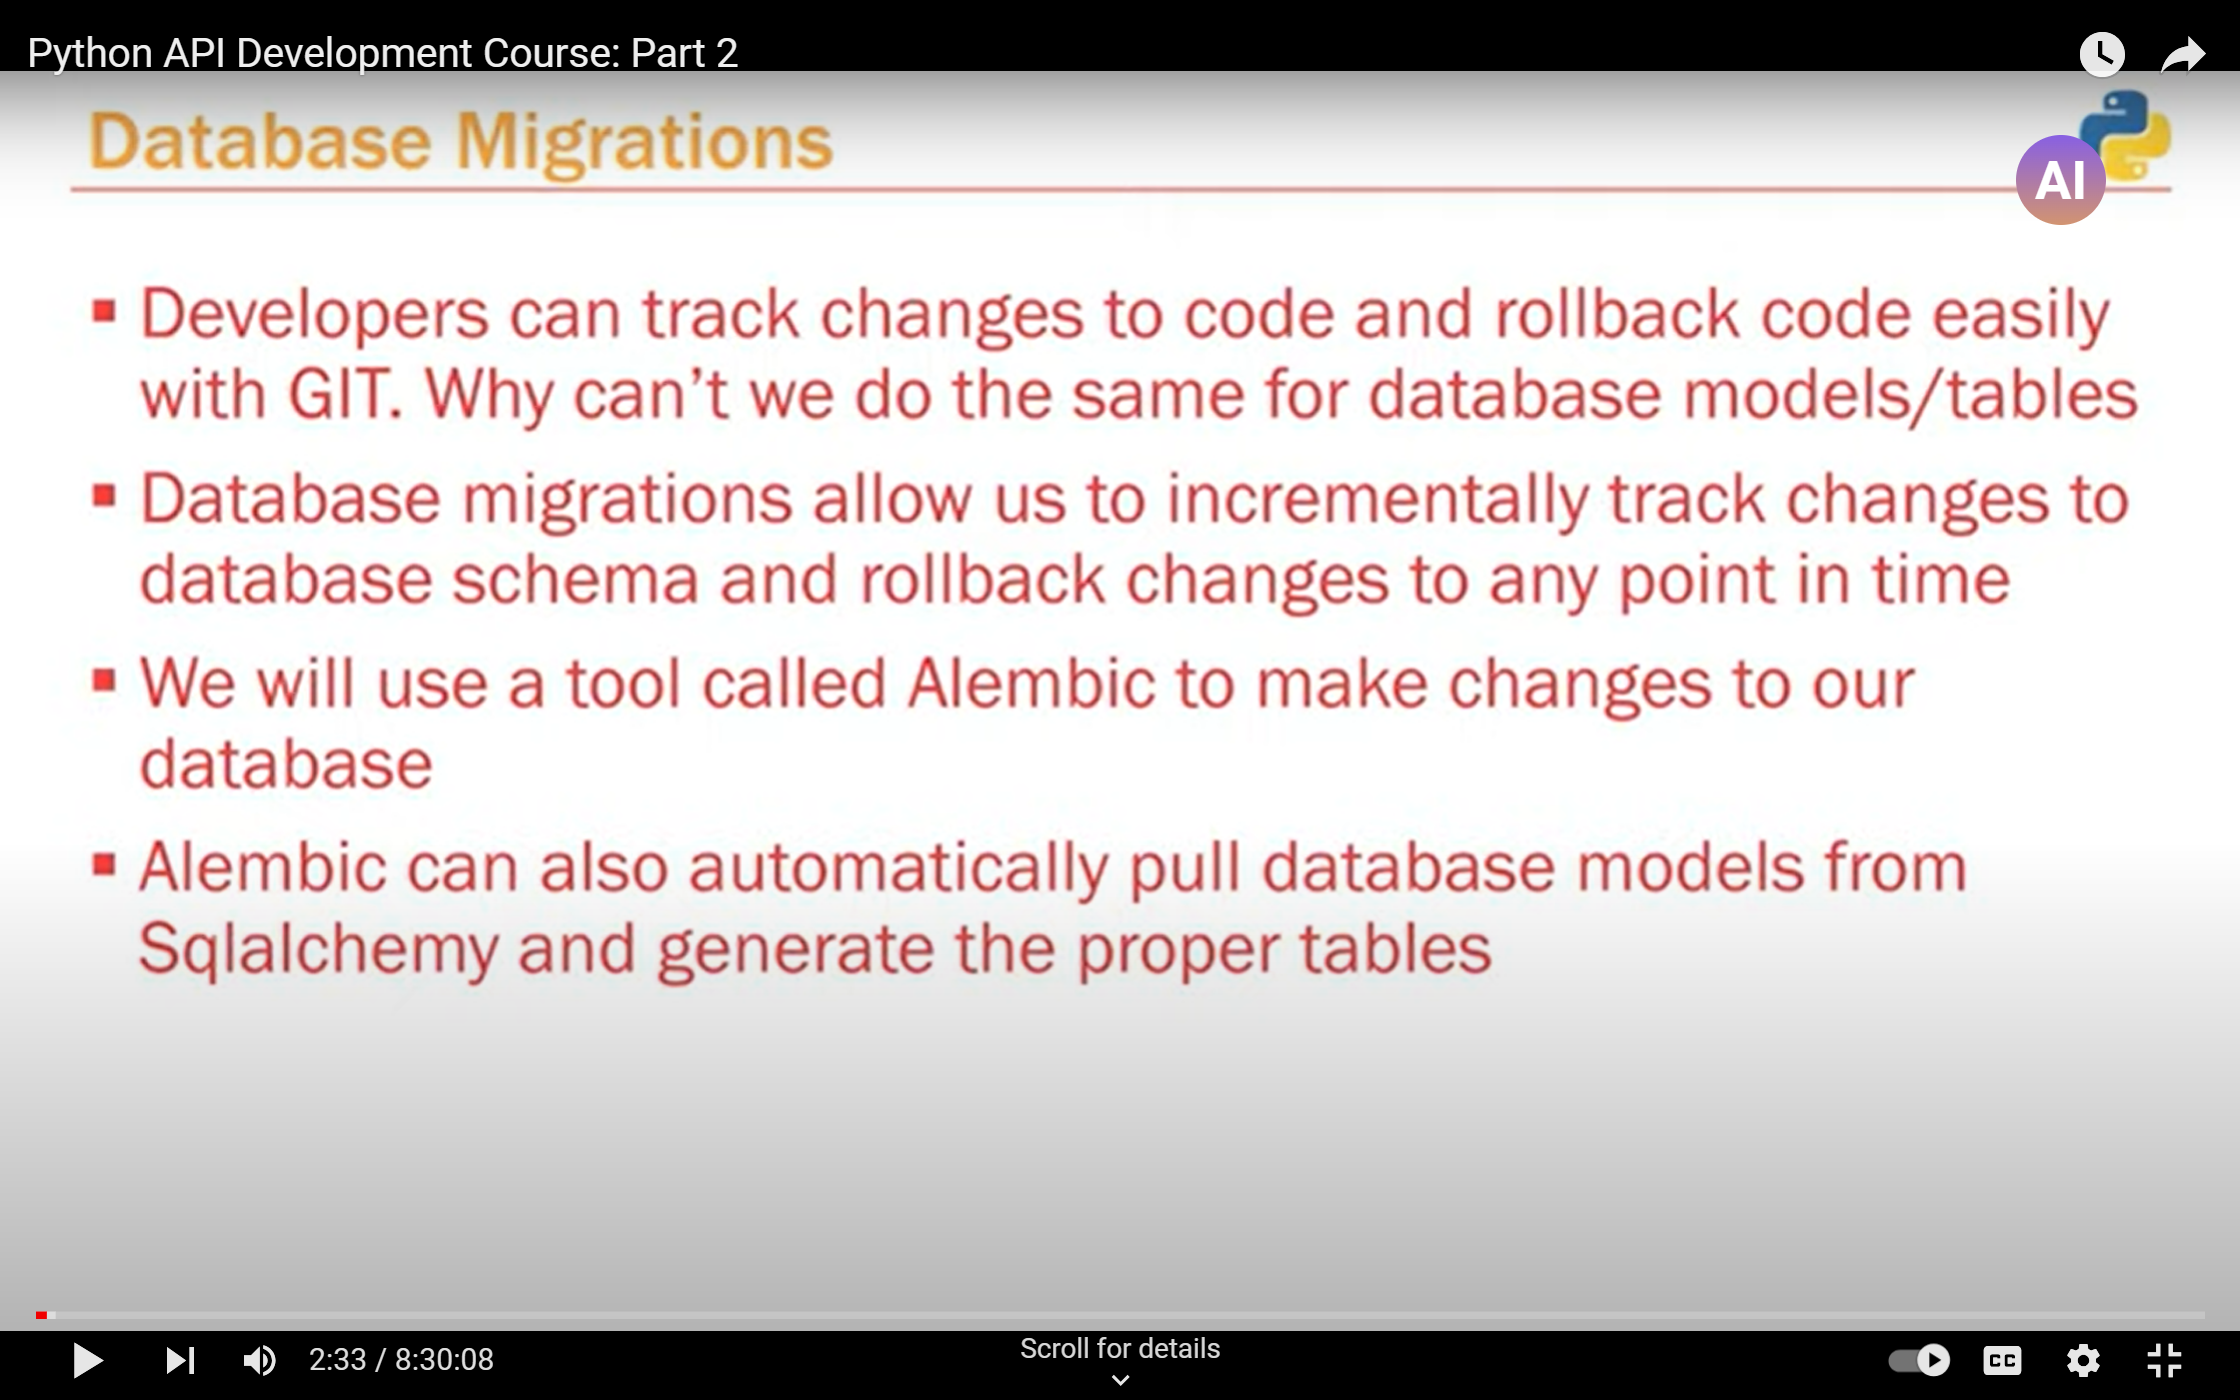 Python API Development Course: Part 2
Database Migrations
AI
Developers can track changes to code and rollback code easily
with GIT. Why can’t we do the same for database models/tables
Database migrations allow us to incrementally track changes to
database schema and rollback changes to any point in time
We will use a tool called Alembic to make changes to our
database
Alembic can also automatically pull database models from
Sqlalchemy and generate the proper tables
2:33 / 8:30:08
Scroll for details
CC